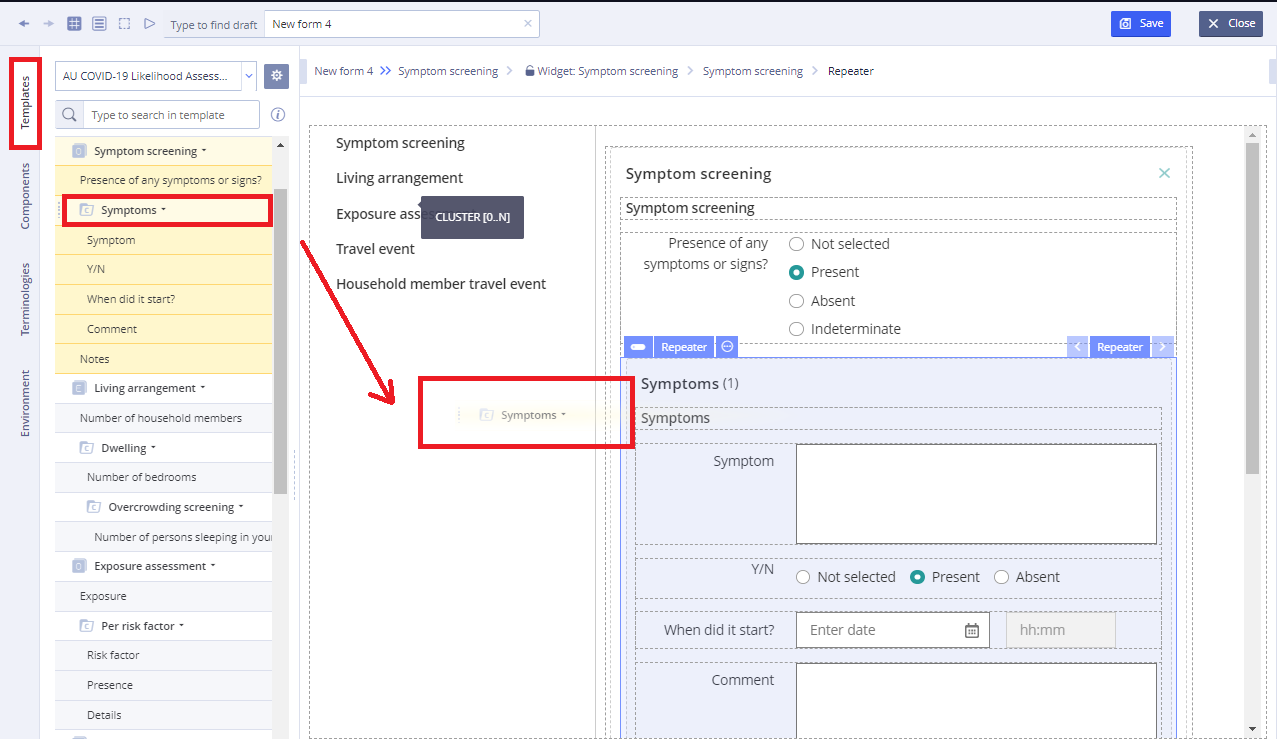 Type to find draft
New form 4
Save
Close
Templates
Components
Terminologies
Environment
AU COVID-19 Likelihood Assess...
Type to search in template
Symptom screening
Presence of any symptoms or signs?
Symptoms
Symptom
Y/N
When did it start?
Comment
Notes
Living arrangement
Number of household members
Dwelling
Number of bedrooms
Overcrowding screening
Number of persons sleeping in your
Exposure assessment
Exposure
Per risk factor
Risk factor
Presence
Details
New form 4 Symptom screening Widget: Symptom screening Symptom screening Repeater
Symptom screening
Living arrangement
Exposure asses
CLUSTER [0..N]
Travel event
Household member travel event
Symptoms
Symptom screening
Symptom screening
Presence of any
symptoms or signs?
Not selected
Present
Absent
Indeterminate
Repeater
Repeater
Symptoms (1)
Symptoms
Symptom
Y/N
Not selected
Present
Absent
When did it start?
Enter date
hh:mm
Comment